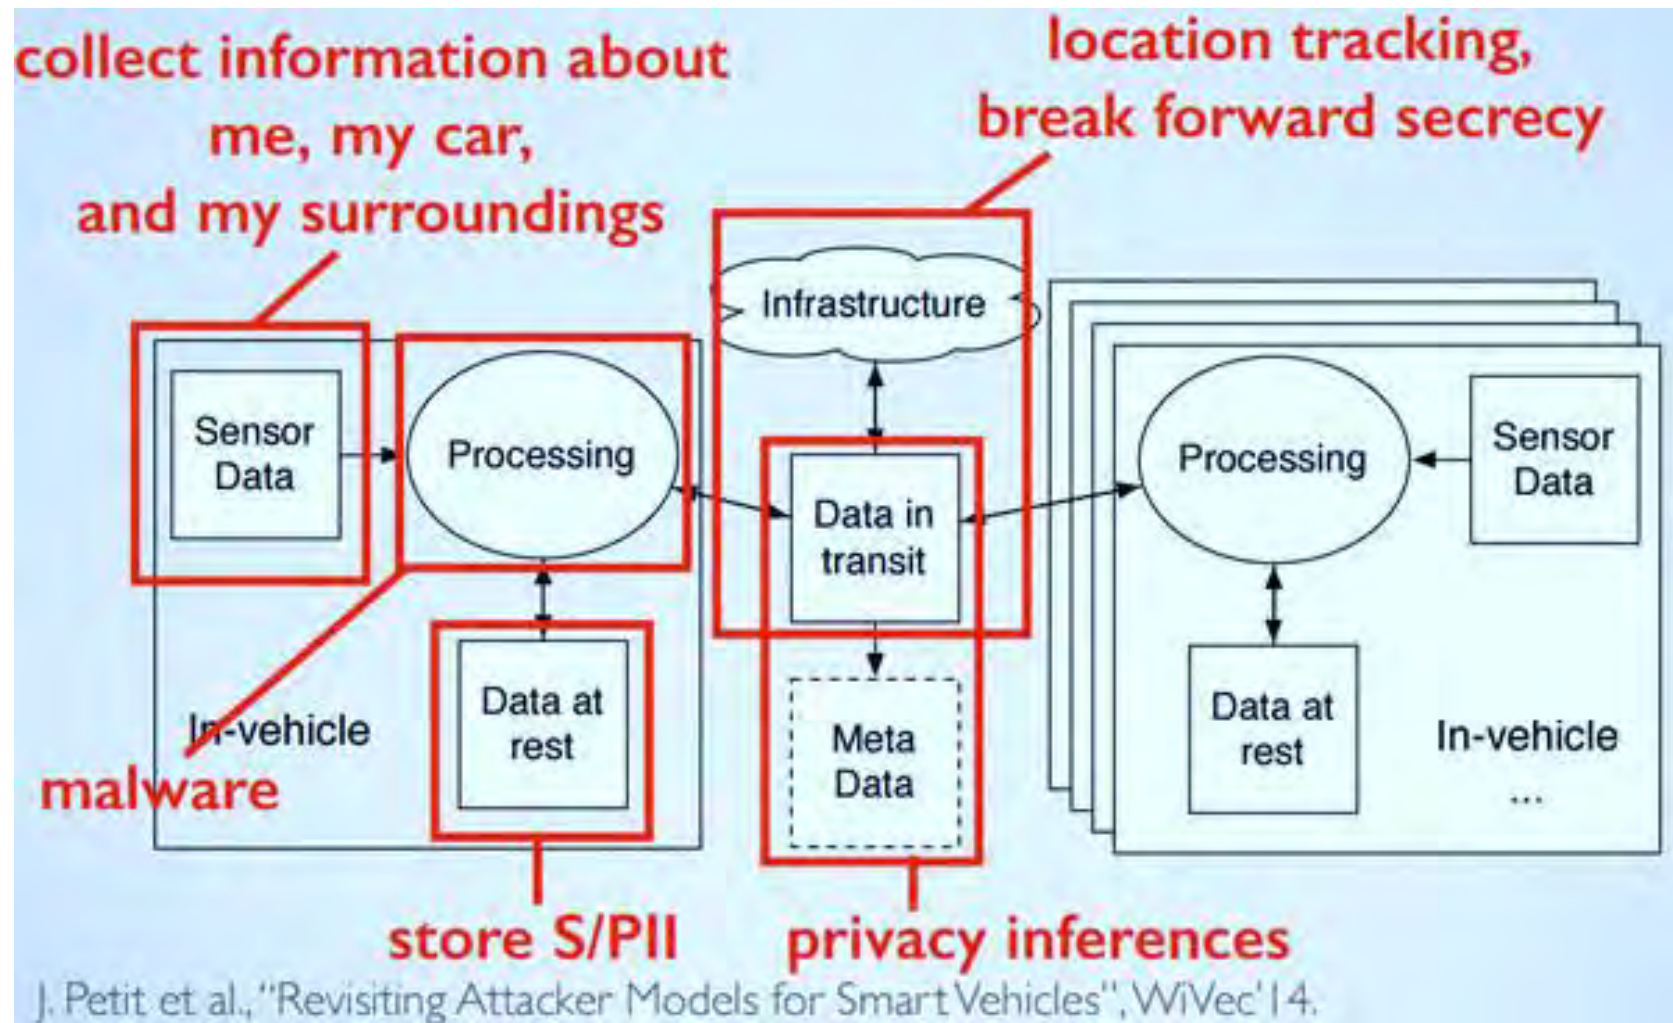 collect information about
me, my car,
and my surroundings
location tracking,
break forward secrecy
Infrastructure
Sensor
Data
Processing
Data in
transit
Processing
Sensor
Data
Data at
rest
In-vehicle
Meta
Data
Data at
rest
In-vehicle
...
malware
store S/PII
privacy inferences
J. Petit et al., "Revisiting Attacker Models for Smart Vehicles", WiVec'14.